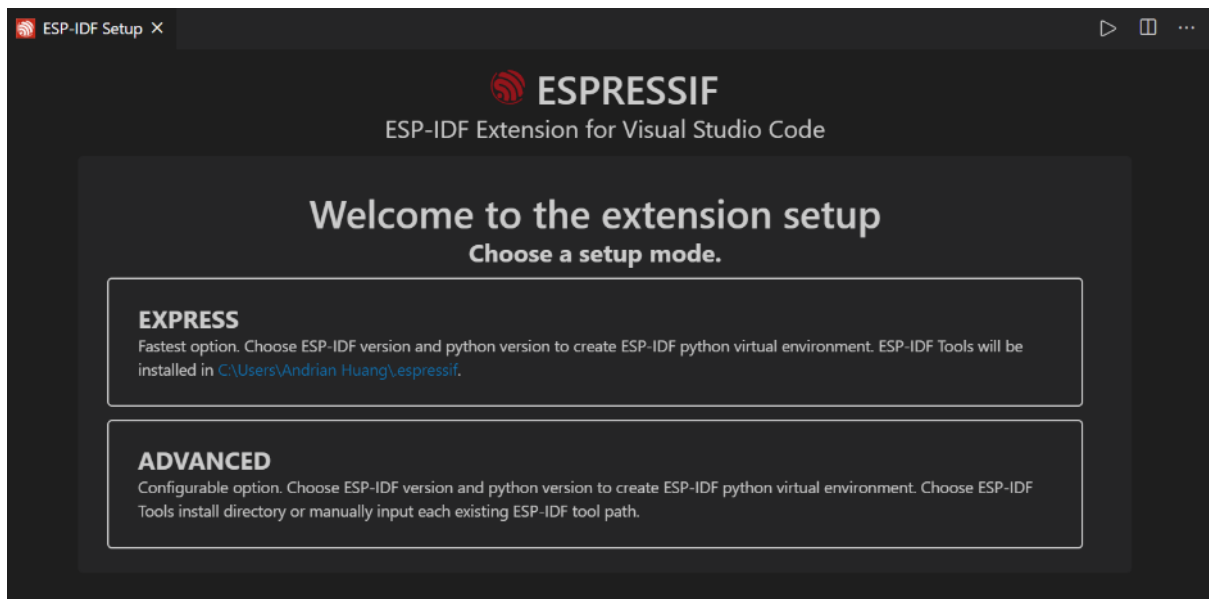 ESP-IDF Setup
ESPRESSIF
ESP-IDF Extension for Visual Studio Code
Welcome to the extension setup
Choose a setup mode.
EXPRESS
Fastest option. Choose ESP-IDF version and python version to create ESP-IDF python virtual environment. ESP-IDF Tools will be
installed in C:\Users\Andrian Huang\.espressif.
ADVANCED
Configurable option. Choose ESP-IDF version and python version to create ESP-IDF python virtual environment. Choose ESP-IDF
Tools install directory or manually input each existing ESP-IDF tool path.